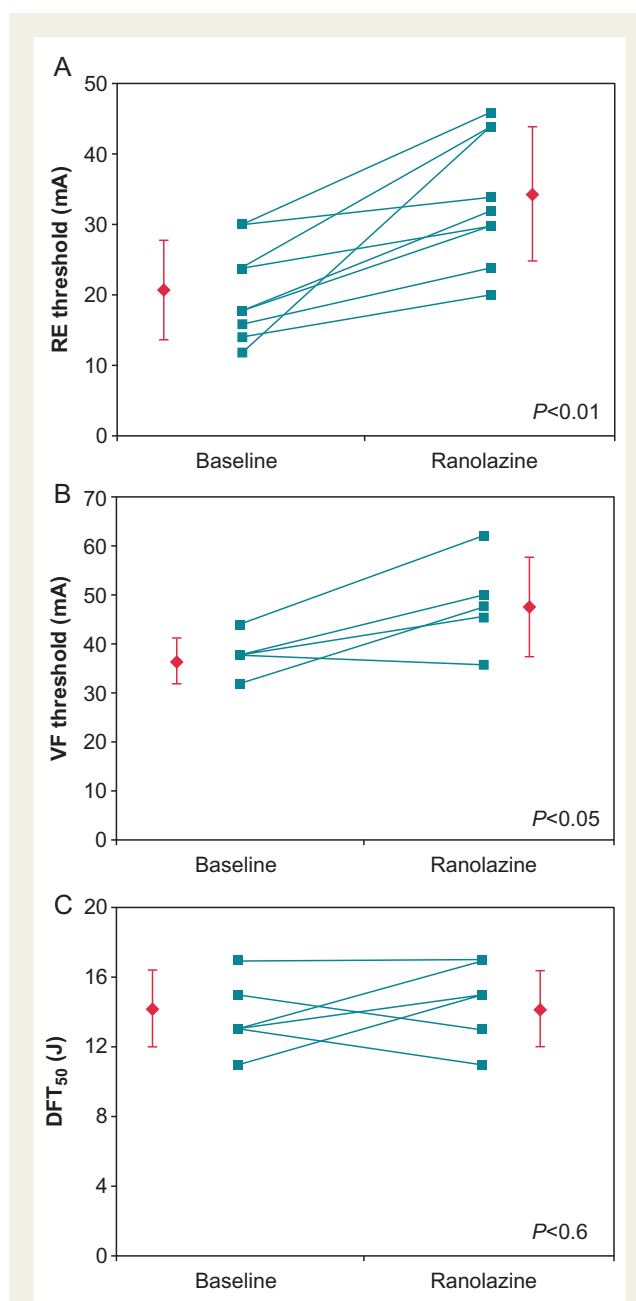 A
50
40
30
20
10
0
RE threshold (mA)
P<0.01
Baseline Ranolazine
B
70
60
50
40
30
20
10
0
VF threshold (mA)
P<0.05
Baseline Ranolazine
C
20
16
12
8
4
0
DFT₅₀ (J)
P<0.6
Baseline Ranolazine